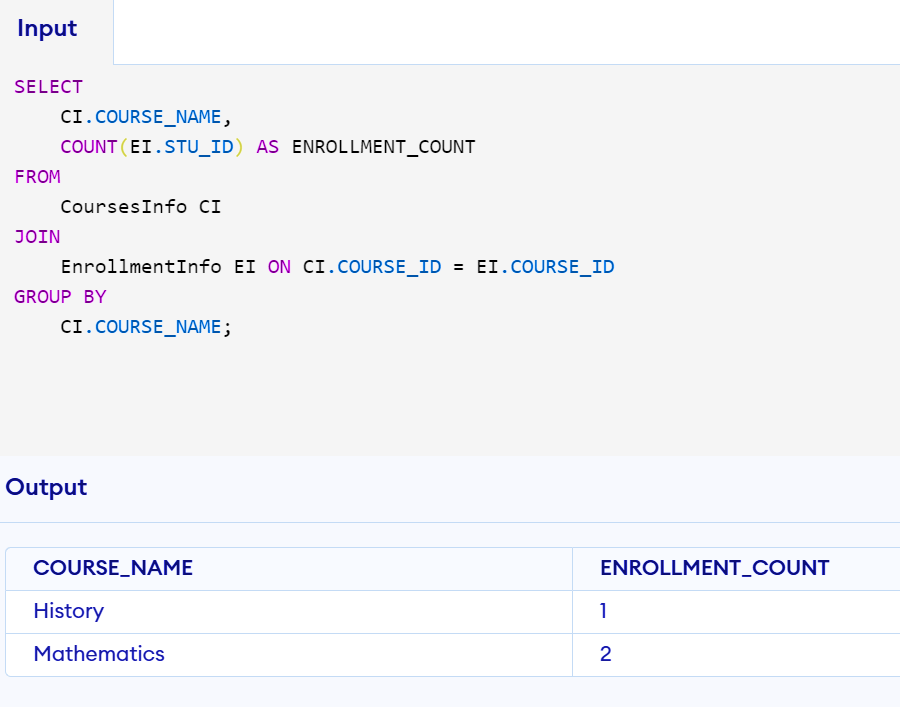 Input
SELECT
    CI.COURSE_NAME,
    COUNT(EI.STU_ID) AS ENROLLMENT_COUNT
FROM
    CoursesInfo CI
JOIN
    EnrollmentInfo EI ON CI.COURSE_ID = EI.COURSE_ID
GROUP BY
    CI.COURSE_NAME;
Output
COURSE_NAME ENROLLMENT_COUNT
History 1
Mathematics 2